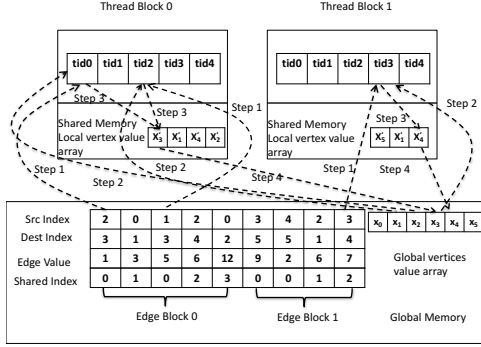 Thread Block 0 Thread Block 1
tid0 tid1 tid2 tid3 tid4 tid0 tid1 tid2 tid3 tid4
Step 3 Step 1 Step 2
Step 3 Step 3
Shared Memory
Local vertex value
array
X'₃ X'₁ X'₄ X'₂
Shared Memory
Local vertex value
array
X'₅ X'₁ X'₄
Step 1 Step 2 Step 2 Step 4 Step 1 Step 4
Src Index 2 0 1 2 0 3 4 2 3
Dest Index 3 1 3 4 2 5 5 1 4
Edge Value 1 3 5 6 12 9 2 6 7
Shared Index 0 1 0 2 3 0 0 1 2
x₀ x₁ x₂ x₃ x₄ x₅
Global vertices
value array
Edge Block 0 Edge Block 1 Global Memory